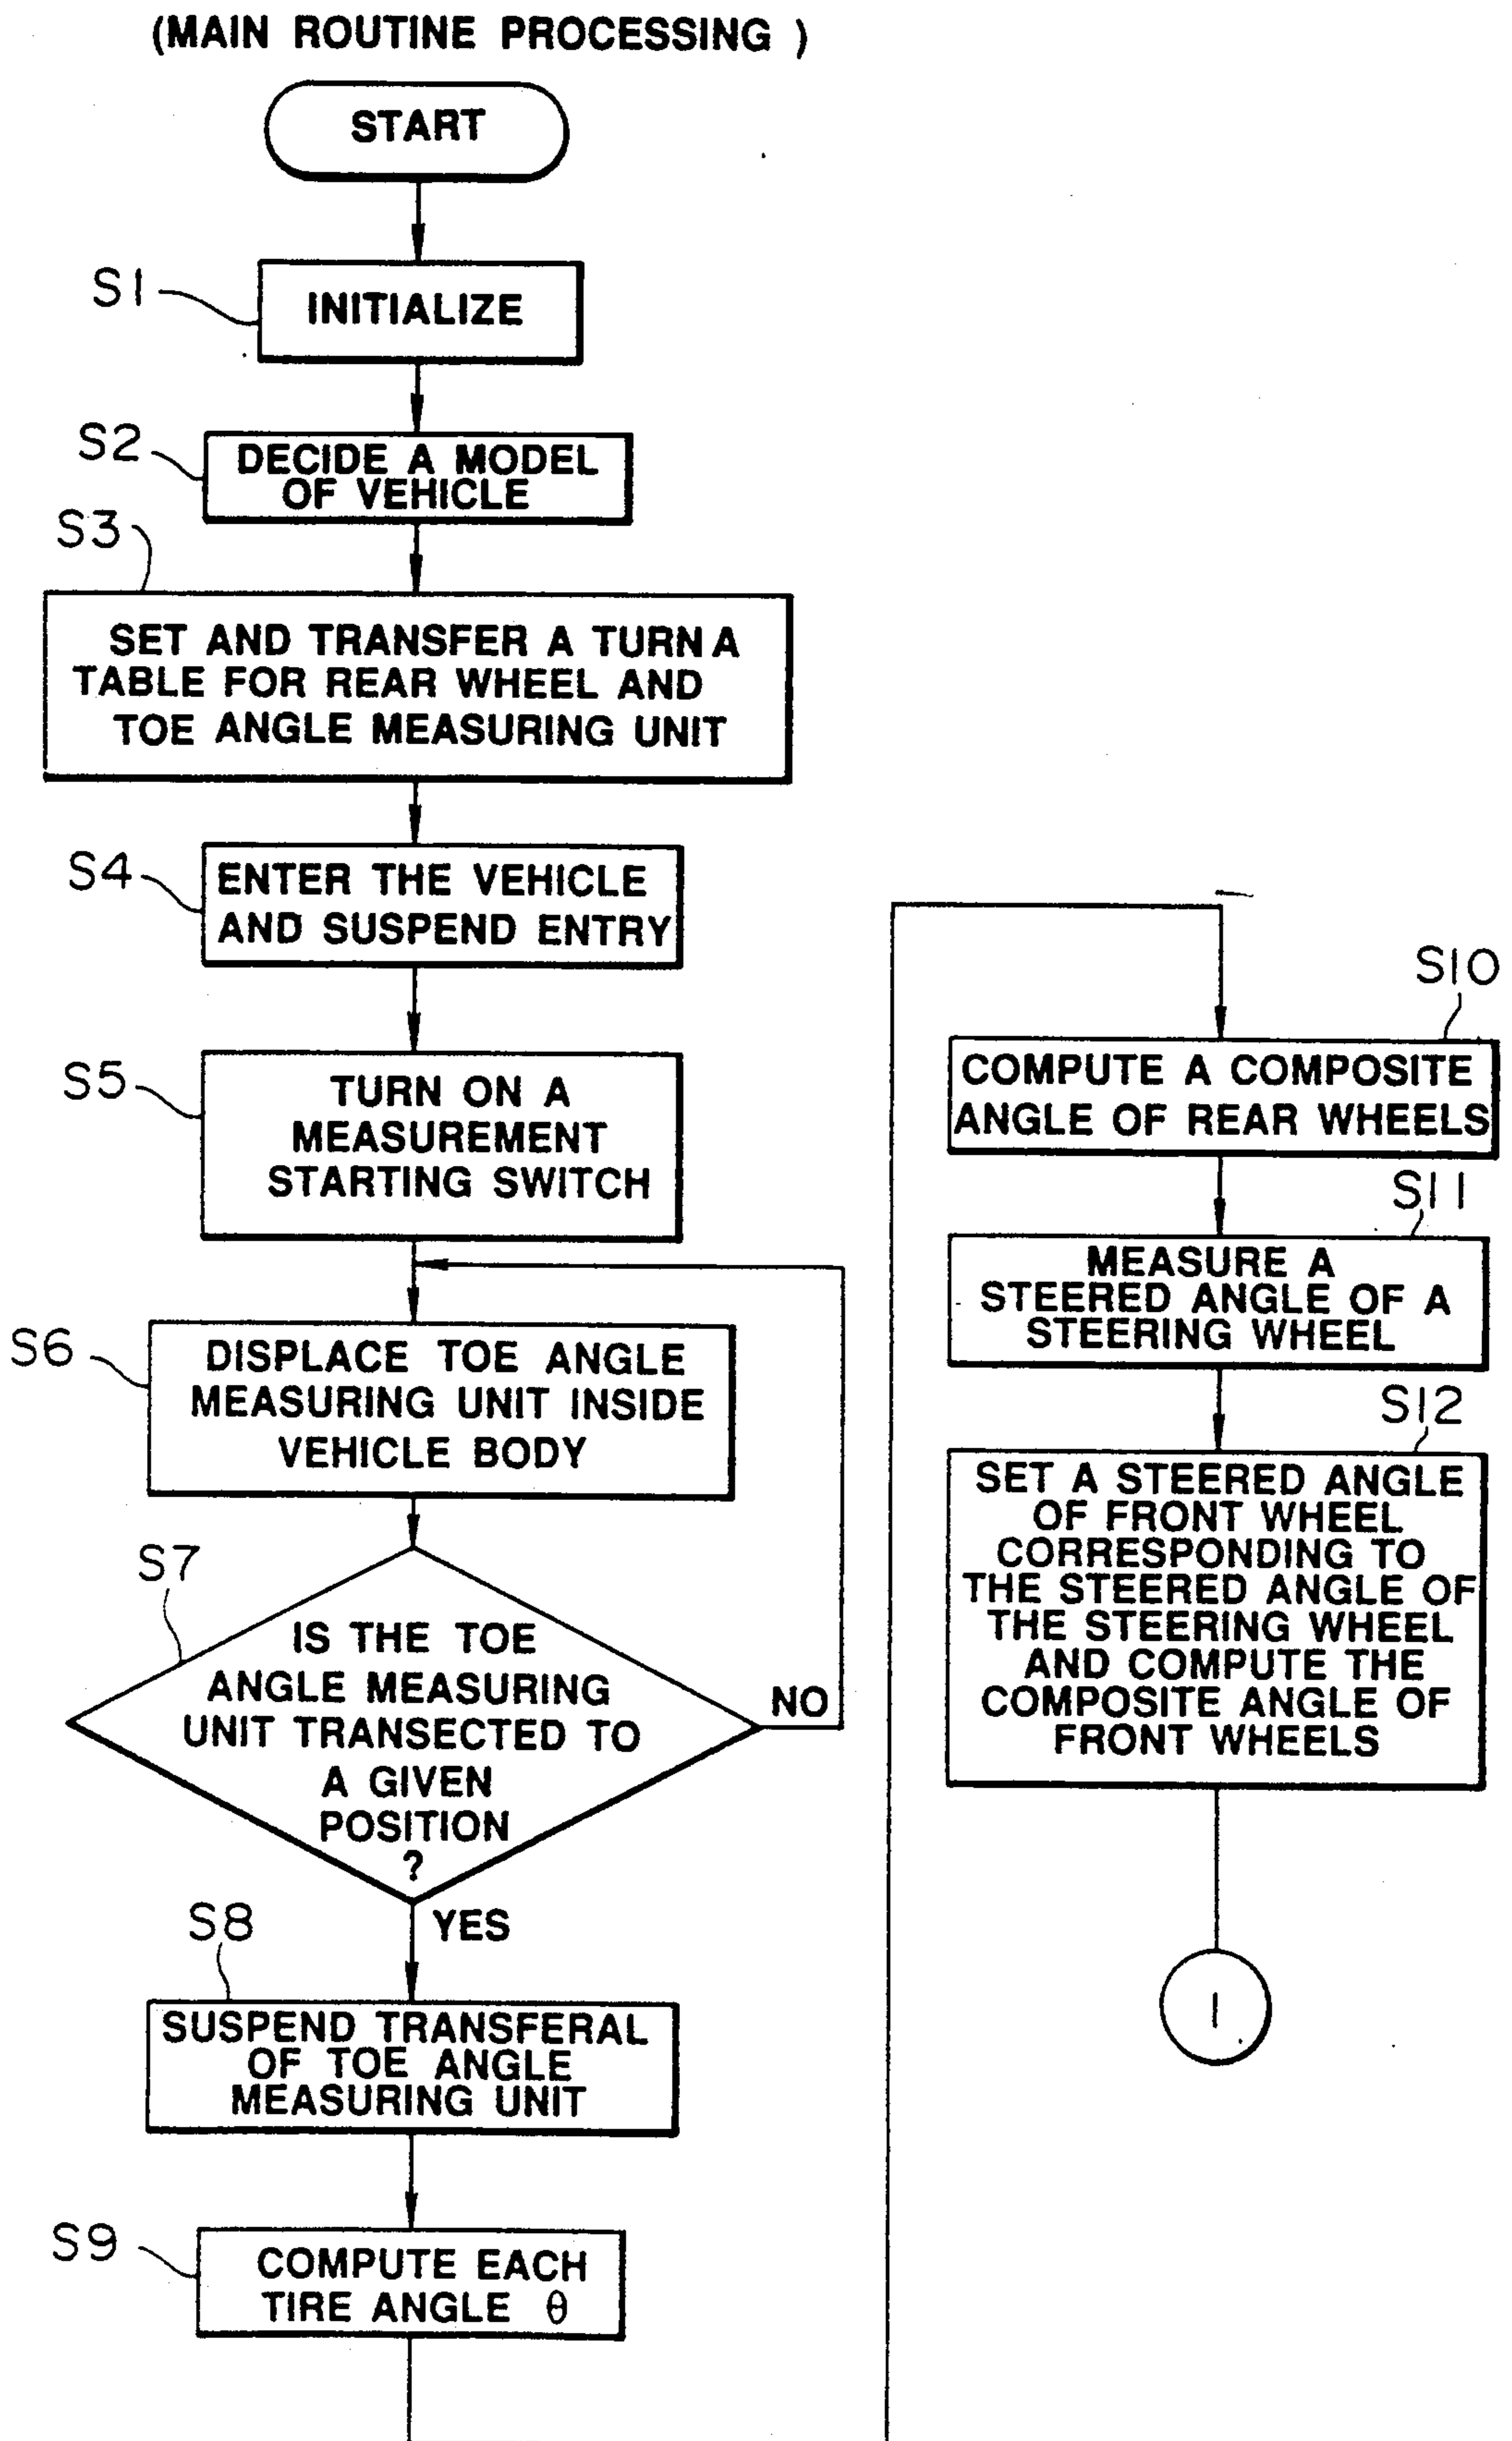 (MAIN ROUTINE PROCESSING )
START
S1
INITIALIZE
S2
DECIDE A MODEL
OF VEHICLE
S3
SET AND TRANSFER A TURN A
TABLE FOR REAR WHEEL AND
TOE ANGLE MEASURING UNIT
S4
ENTER THE VEHICLE
AND SUSPEND ENTRY
S5
TURN ON A
MEASUREMENT
STARTING SWITCH
S6
DISPLACE TOE ANGLE
MEASURING UNIT INSIDE
VEHICLE BODY
S7
IS THE TOE
ANGLE MEASURING
UNIT TRANSECTED TO
A GIVEN
POSITION
?
NO
YES
S8
SUSPEND TRANSFERAL
OF TOE ANGLE
MEASURING UNIT
S9
COMPUTE EACH
TIRE ANGLE θ
S10
COMPUTE A COMPOSITE
ANGLE OF REAR WHEELS
S11
MEASURE A
STEERED ANGLE OF A
STEERING WHEEL
S12
SET A STEERED ANGLE
OF FRONT WHEEL
CORRESPONDING TO
THE STEERED ANGLE OF
THE STEERING WHEEL
AND COMPUTE THE
COMPOSITE ANGLE OF
FRONT WHEELS
1